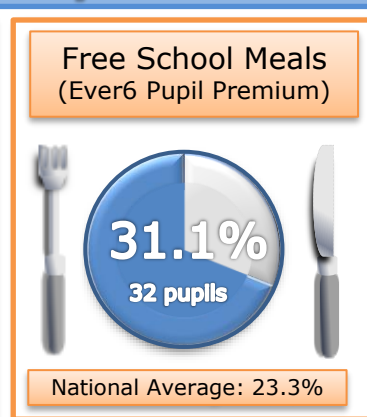 Free School Meals
(Ever6 Pupil Premium)
31.1%
32 pupils
National Average: 23.3%